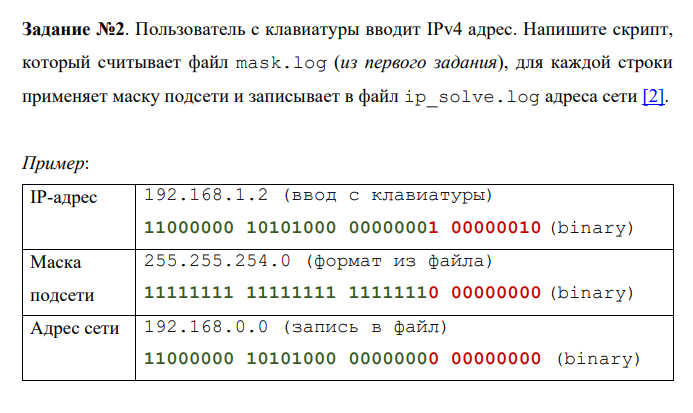 Задание №2. Пользователь с клавиатуры вводит IPv4 адрес. Напишите скрипт,
который считывает файл mask.log (из первого задания), для каждой строки
применяет маску подсети и записывает в файл ip_solve.log адреса сети [2].
Пример:
IP-адрес 192.168.1.2 (ввод с клавиатуры)
11000000 10101000 00000001 00000010 (binary)
Маска 255.255.254.0 (формат из файла)
подсети 11111111 11111111 11111110 00000000 (binary)
Адрес сети 192.168.0.0 (запись в файл)
11000000 10101000 00000000 00000000 (binary)